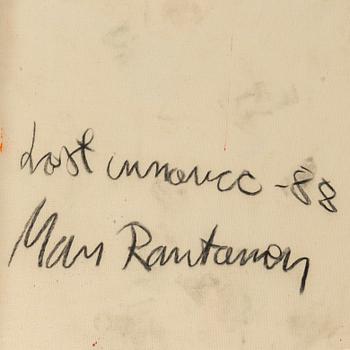 Lost innocence -88
Mari Rantanen